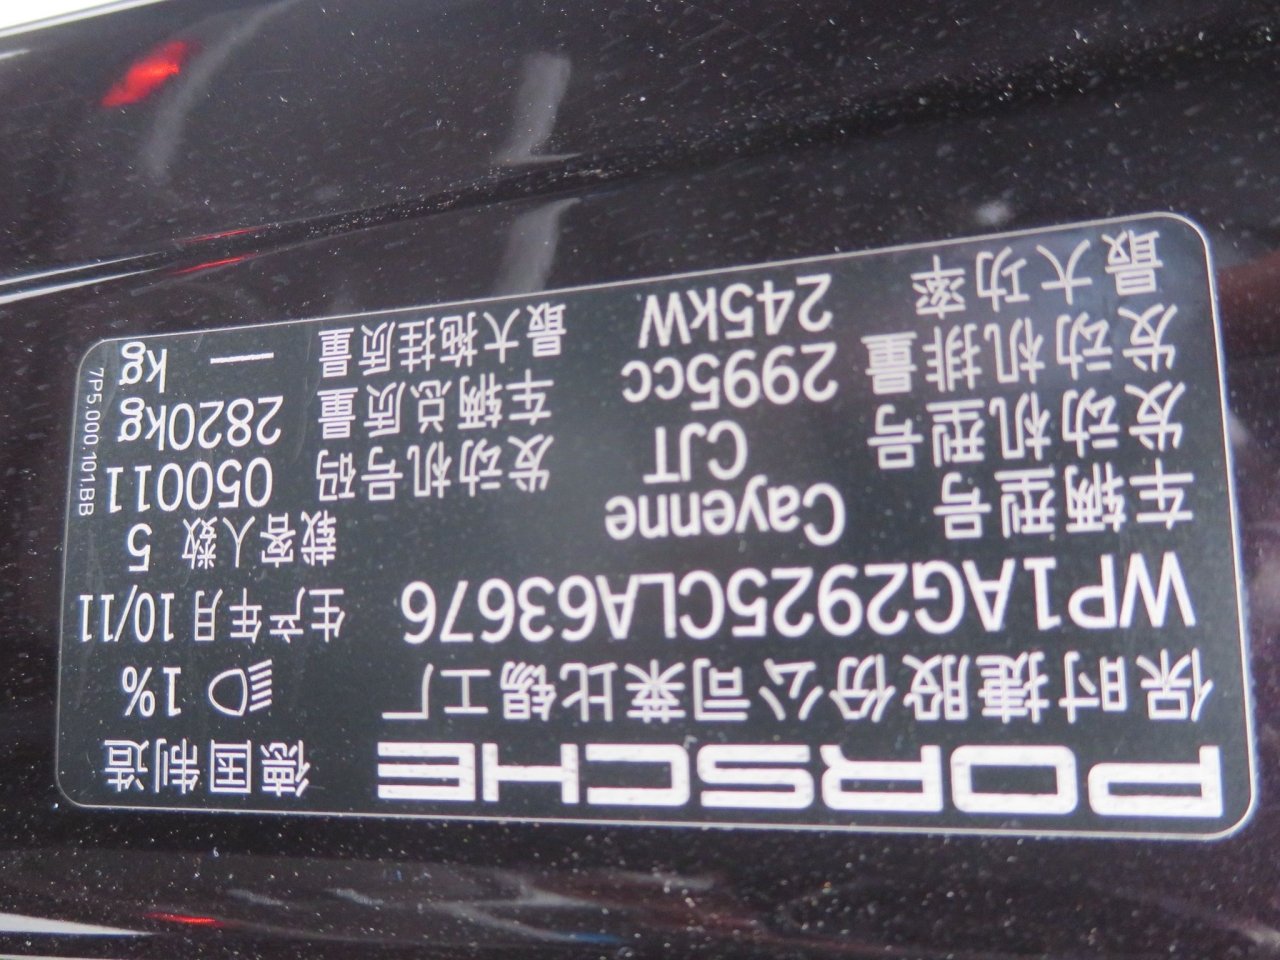 PORSCHE 德国制造
保时捷股份公司莱比锡工厂 1%
WP1AG2925CLA63676 生产年月 10/11
车辆型号 Cayenne 载客人数 5
发动机型号 CJT 发动机号码 050011
发动机排量 2995cc 车辆总质量 2820kg
最大功率 245kW 最大拖挂质量 — kg
7P5.000.101.BB